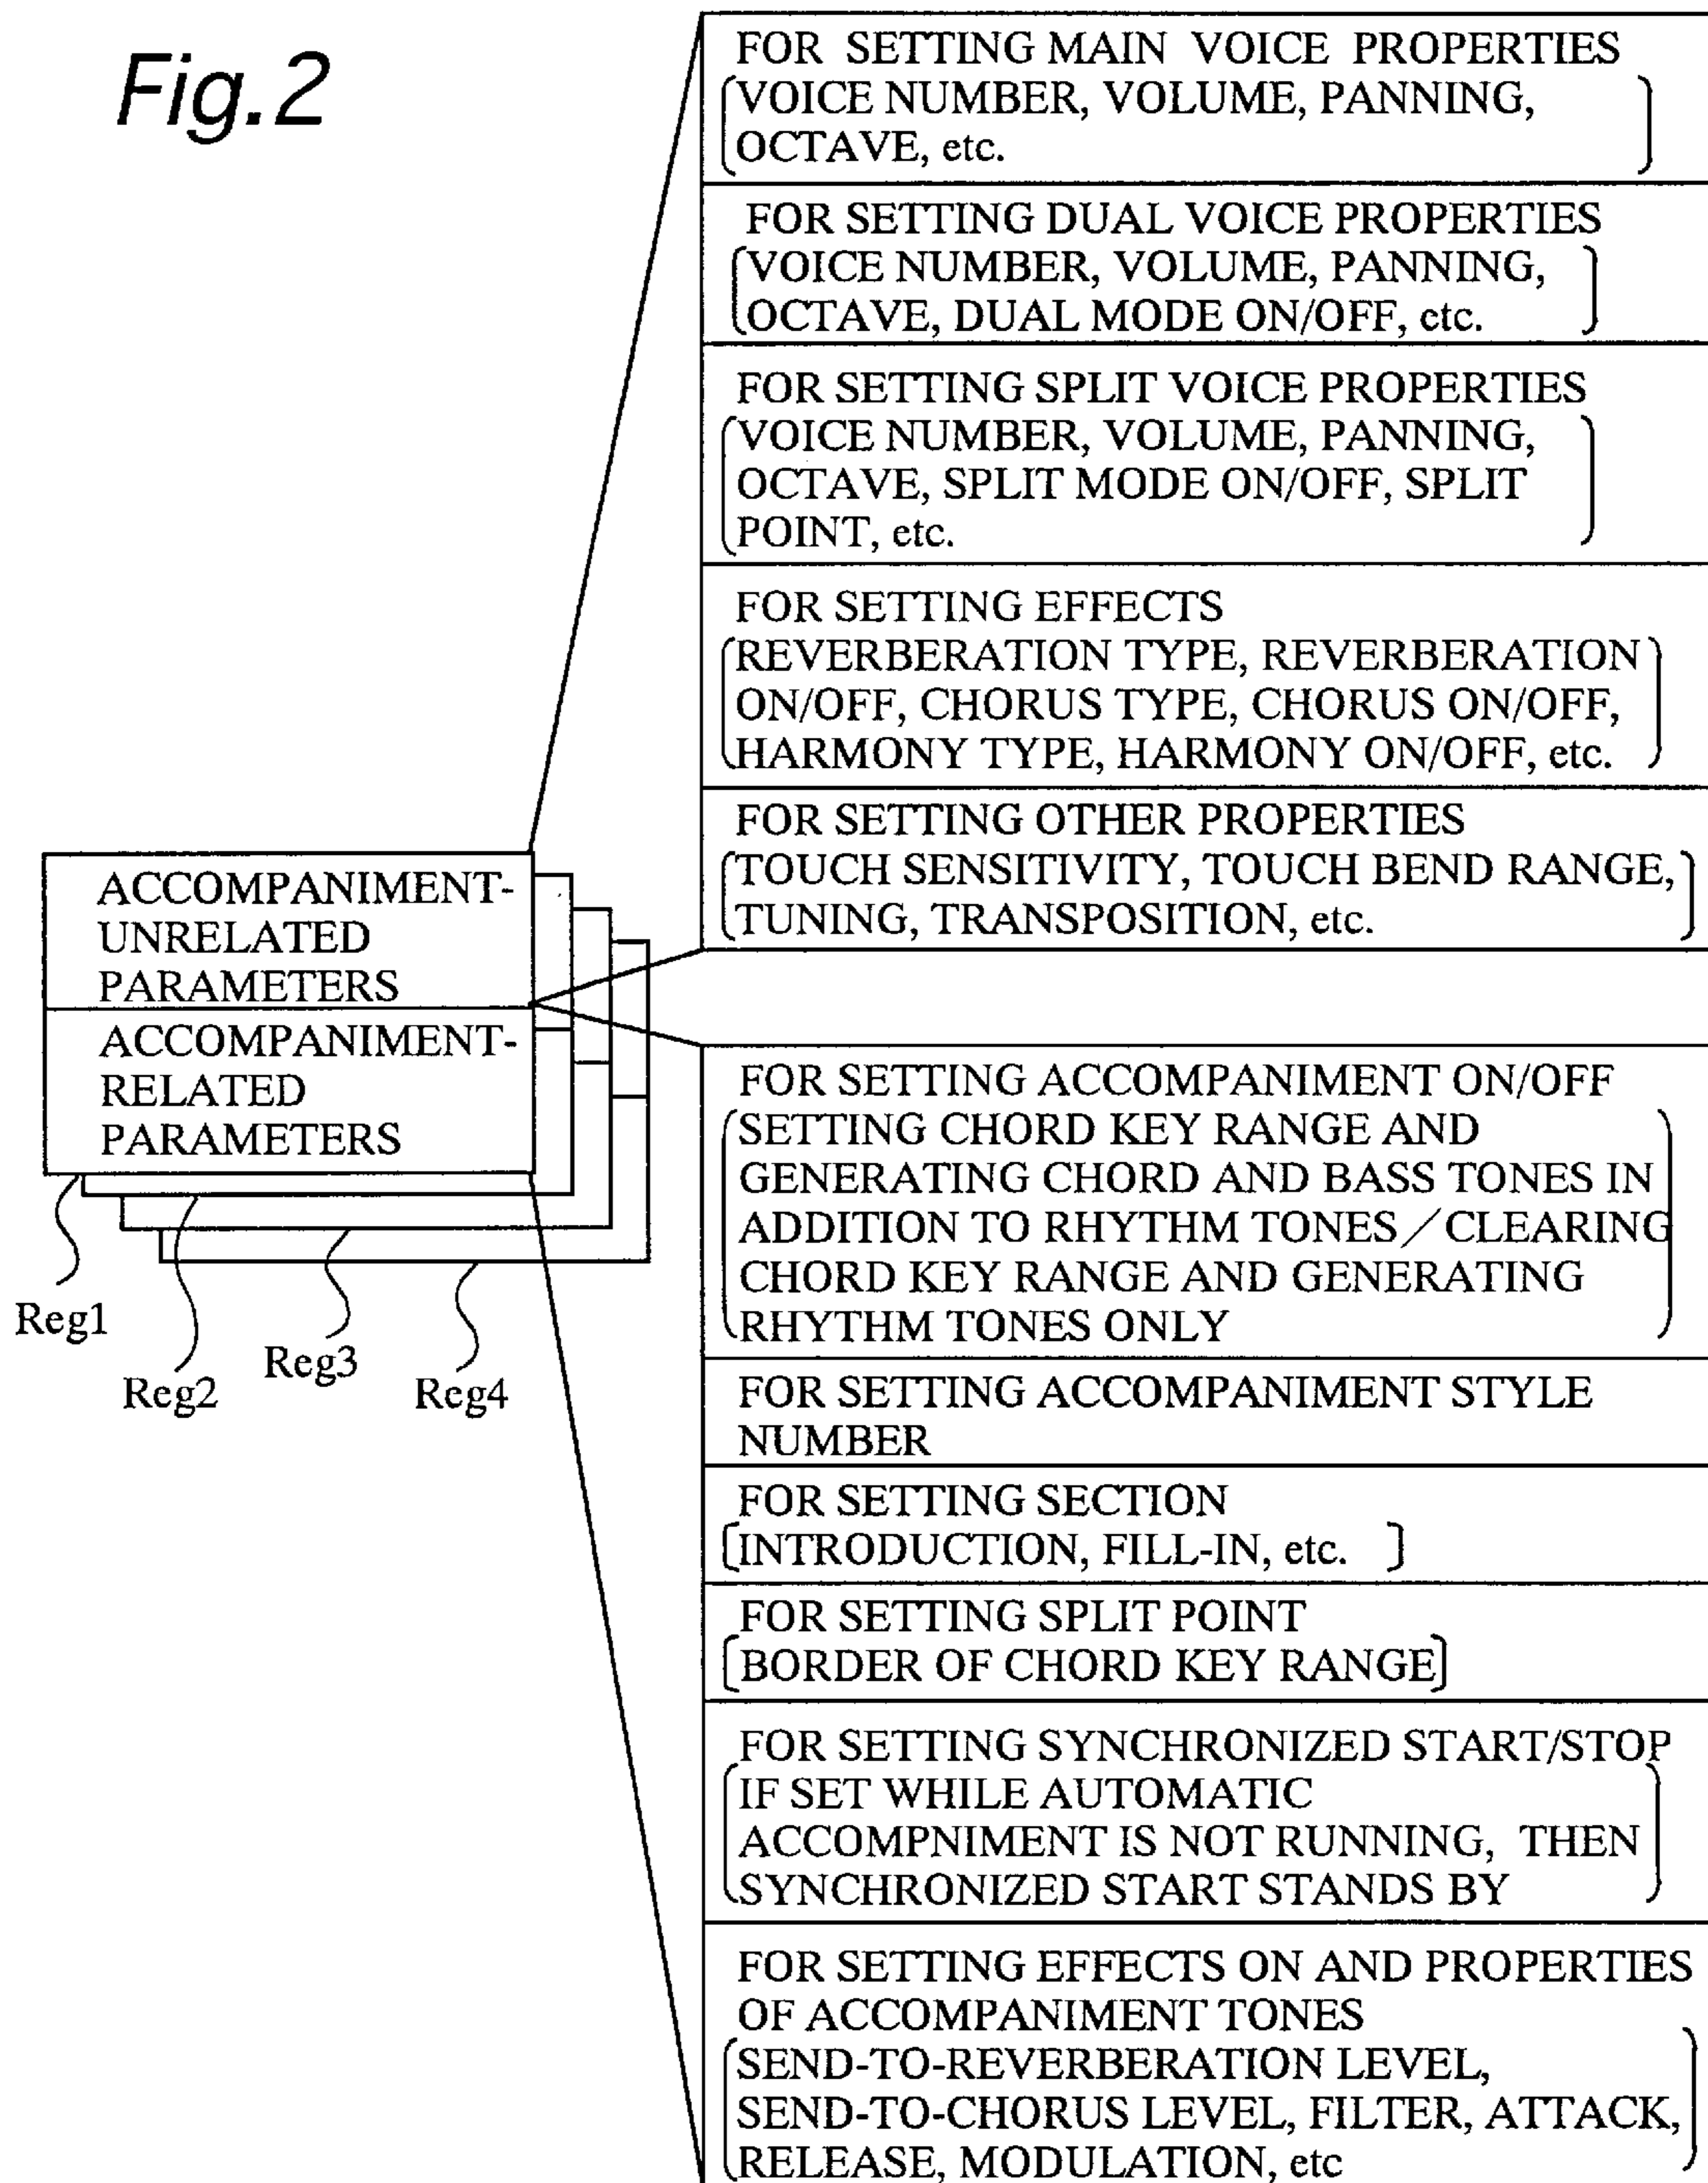 Fig.2
FOR SETTING MAIN VOICE PROPERTIES
VOICE NUMBER, VOLUME, PANNING,
OCTAVE, etc.
FOR SETTING DUAL VOICE PROPERTIES
VOICE NUMBER, VOLUME, PANNING,
OCTAVE, DUAL MODE ON/OFF, etc.
FOR SETTING SPLIT VOICE PROPERTIES
VOICE NUMBER, VOLUME, PANNING,
OCTAVE, SPLIT MODE ON/OFF, SPLIT
POINT, etc.
FOR SETTING EFFECTS
REVERBERATION TYPE, REVERBERATION
ON/OFF, CHORUS TYPE, CHORUS ON/OFF,
HARMONY TYPE, HARMONY ON/OFF, etc.
FOR SETTING OTHER PROPERTIES
TOUCH SENSITIVITY, TOUCH BEND RANGE,
TUNING, TRANSPOSITION, etc.
ACCOMPANIMENT-
UNRELATED
PARAMETERS
ACCOMPANIMENT-
RELATED
PARAMETERS
Reg1
Reg2
Reg3
Reg4
FOR SETTING ACCOMPANIMENT ON/OFF
SETTING CHORD KEY RANGE AND
GENERATING CHORD AND BASS TONES IN
ADDITION TO RHYTHM TONES／CLEARING
CHORD KEY RANGE AND GENERATING
RHYTHM TONES ONLY
FOR SETTING ACCOMPANIMENT STYLE
NUMBER
FOR SETTING SECTION
[INTRODUCTION, FILL-IN, etc. ]
FOR SETTING SPLIT POINT
[BORDER OF CHORD KEY RANGE]
FOR SETTING SYNCHRONIZED START/STOP
IF SET WHILE AUTOMATIC
ACCOMPNIMENT IS NOT RUNNING, THEN
SYNCHRONIZED START STANDS BY
FOR SETTING EFFECTS ON AND PROPERTIES
OF ACCOMPANIMENT TONES
SEND-TO-REVERBERATION LEVEL,
SEND-TO-CHORUS LEVEL, FILTER, ATTACK,
RELEASE, MODULATION, etc